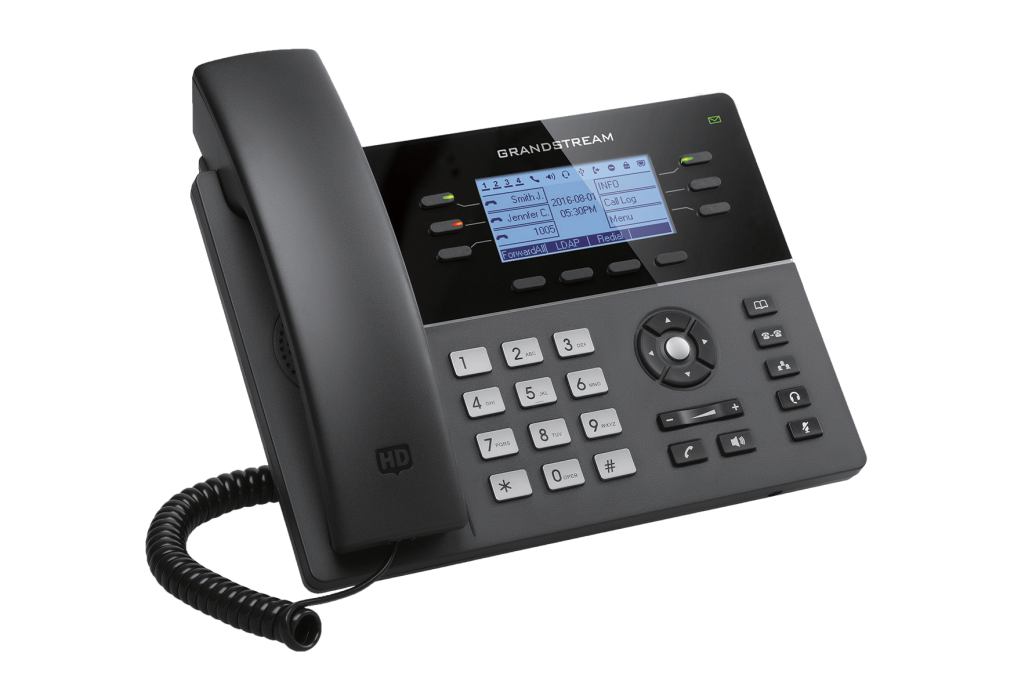 GRANDSTREAM
1 2 3 4
Smith J. 2016-08-01 INFO
Jennifer C. 05:30PM Call Log
1005 Menu
ForwardAll LDAP Redial
1 2 ABC 3 DEF
4 GHI 5 JKL 6 MNO
7 PQRS 8 TUV 9 WXYZ
* 0 OPER #
- +
HD